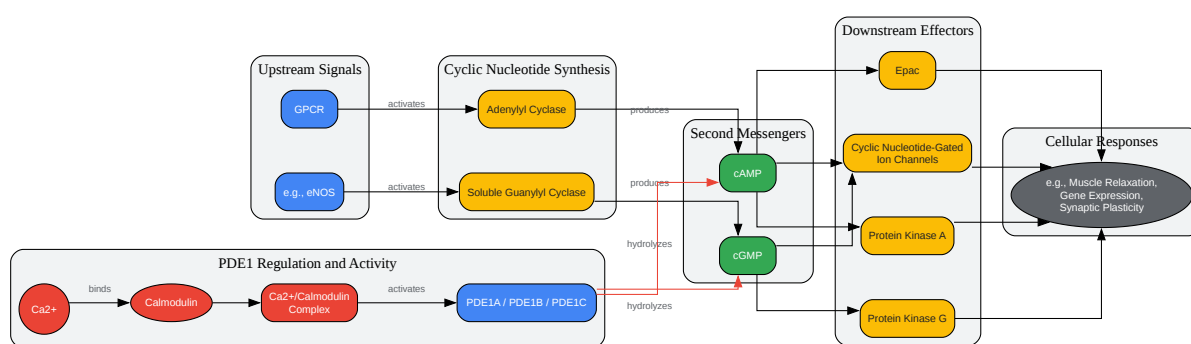 Downstream Effectors
Upstream Signals
Cyclic Nucleotide Synthesis
Epac
GPCR
activates
Adenylyl Cyclase
produces
Second Messengers
Cellular Responses
Cyclic Nucleotide-Gated
Ion Channels
e.g., eNOS
activates
Soluble Guanylyl Cyclase
produces
cAMP
e.g., Muscle Relaxation,
Gene Expression,
Synaptic Plasticity
Protein Kinase A
hydrolyzes
cGMP
PDE1 Regulation and Activity
Ca2+
binds
Calmodulin
Ca2+/Calmodulin
Complex
activates
PDE1A / PDE1B / PDE1C
hydrolyzes
Protein Kinase G